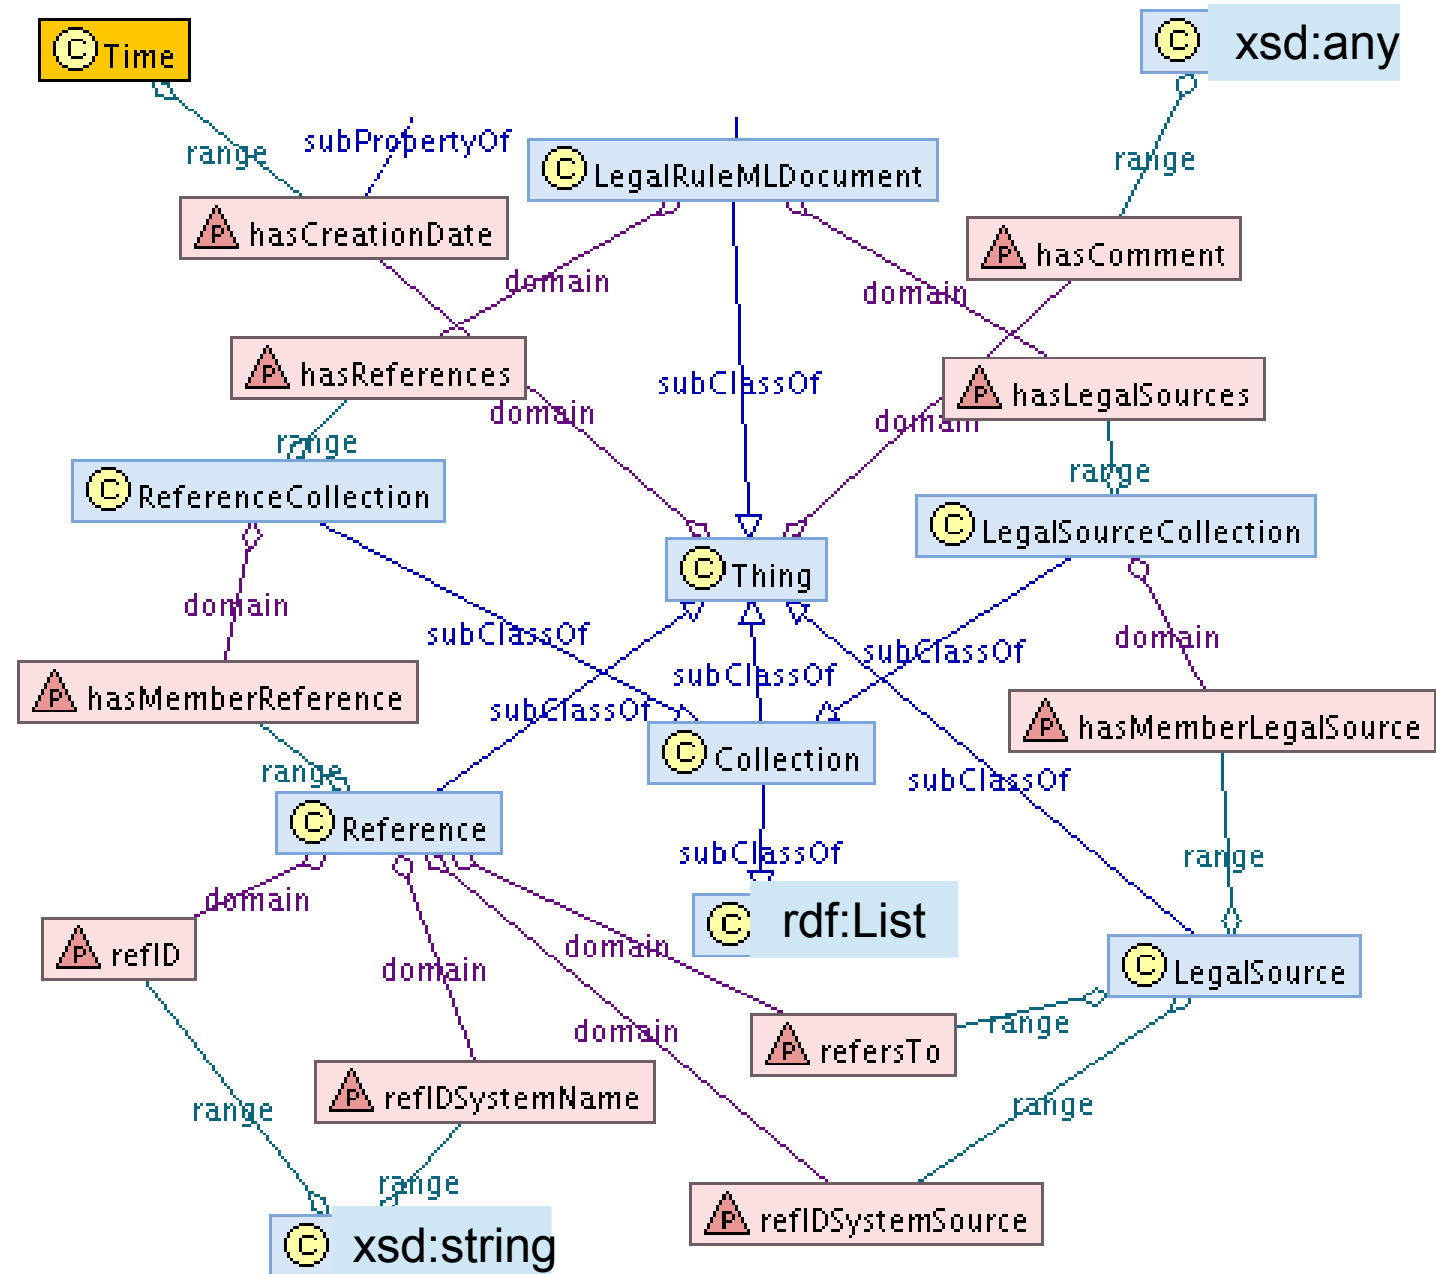 C Time
C xsd:any
subPropertyOf
range
C LegalRuleMLDocument
range
P hasCreationDate
P hasComment
domain
domain
P hasReferences
subClassOf
P hasLegalSources
domain
domain
range
range
C ReferenceCollection
C LegalSourceCollection
C Thing
domain
subClassOf
domain
subClassOf
subClassOf
P hasMemberReference
subClassOf
P hasMemberLegalSource
C Collection
range
subClassOf
C Reference
subClassOf
range
domain
C rdf:List
P refID
domain
domain
C LegalSource
domain
range
P refersTo
P refIDSystemName
range
range
range
P refIDSystemSource
C xsd:string